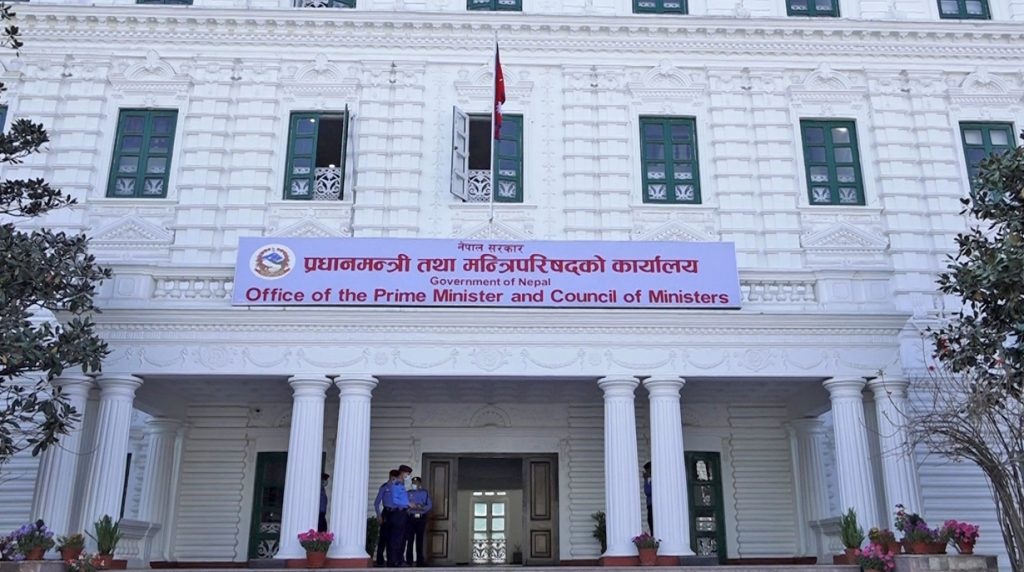 नेपाल सरकार
प्रधानमन्त्री तथा मन्त्रिपरिषद्को कार्यालय
Government of Nepal
Office of the Prime Minister and Council of Ministers